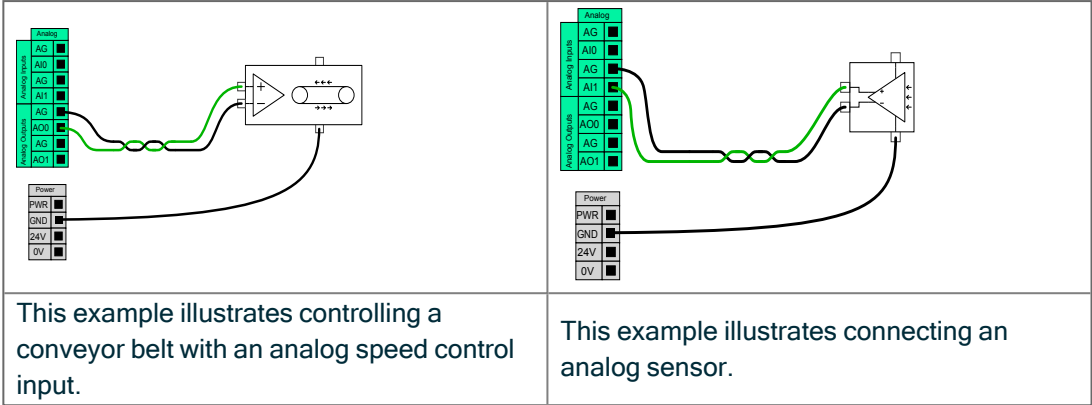 Analog
Analog Inputs
AG
AI0
AG
AI1
Analog Outputs
AG
AO0
AG
AO1
+
−
Power
PWR
GND
24V
0V
This example illustrates controlling a
conveyor belt with an analog speed control
input.
Analog
Analog Inputs
AG
AI0
AG
AI1
Analog Outputs
AG
AO0
AG
AO1
+
-
Power
PWR
GND
24V
0V
This example illustrates connecting an
analog sensor.